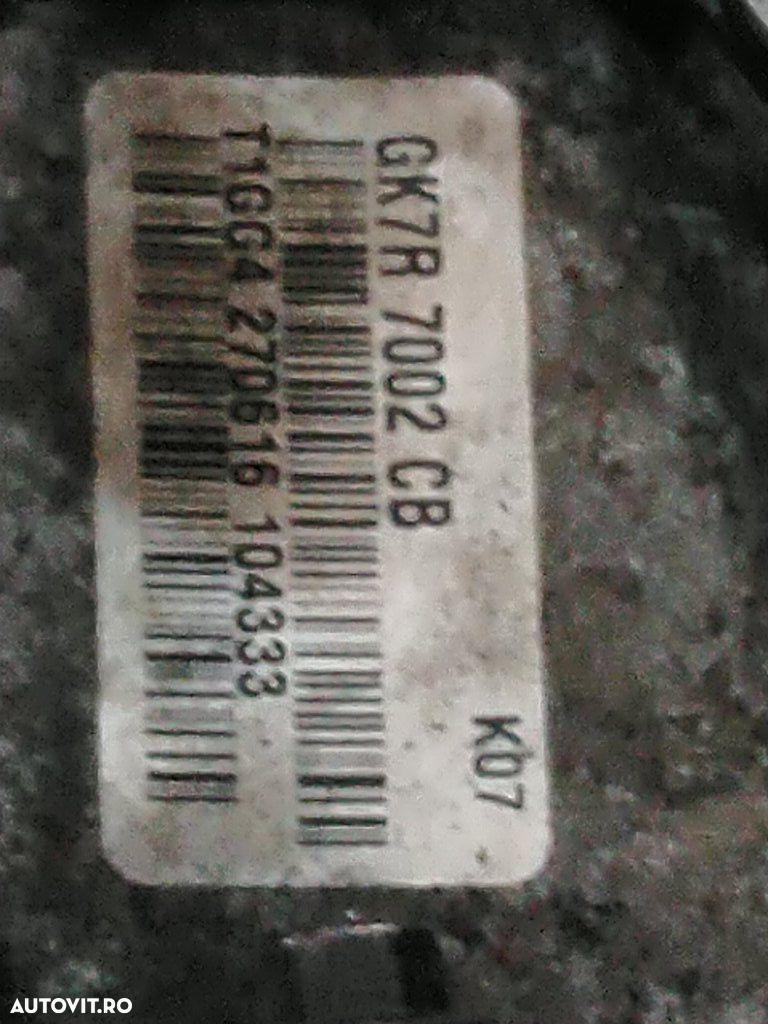 K07
GK7R 7002 CB
T1GG4 270616 104333
AUTOVIT.RO